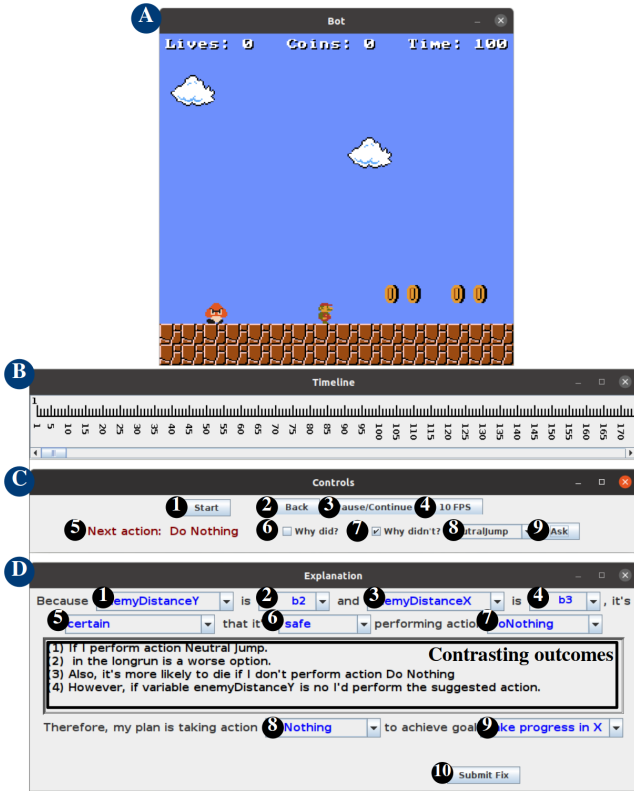 A
Bot
Lives: 0 Coins: 0 Time: 100
B
Timeline
1
1 5 10 15 20 25 30 35 40 45 50 55 60 65 70 75 80 85 90 95 100 105 110 115 120 125 130 135 140 145 150 155 160 165 170
C
Controls
1 Start 2 Back 3 ause/Continue 4 10 FPS
5 Next action: Do Nothing 6 Why did? 7 Why didn't? 8 utralJump 9 Ask
D
Explanation
Because 1 emyDistanceY is 2 b2 and 3 emyDistanceX is 4 b3 , it's
5 certain that it 6 safe performing actio 7 oNothing
Contrasting outcomes
(1) If I perform action Neutral Jump.
(2) in the longrun is a worse option.
(3) Also, it's more likely to die if I don't perform action Do Nothing
(4) However, if variable enemyDistanceY is no I'd perform the suggested action.
Therefore, my plan is taking action 8 Nothing to achieve goal 9 ke progress in X
10 Submit Fix